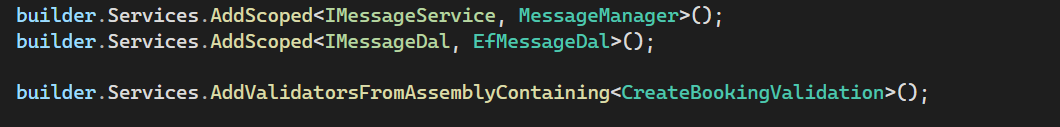 builder.Services.AddScoped<IMessageService, MessageManager>();
builder.Services.AddScoped<IMessageDal, EfMessageDal>();
builder.Services.AddValidatorsFromAssemblyContaining<CreateBookingValidation>();